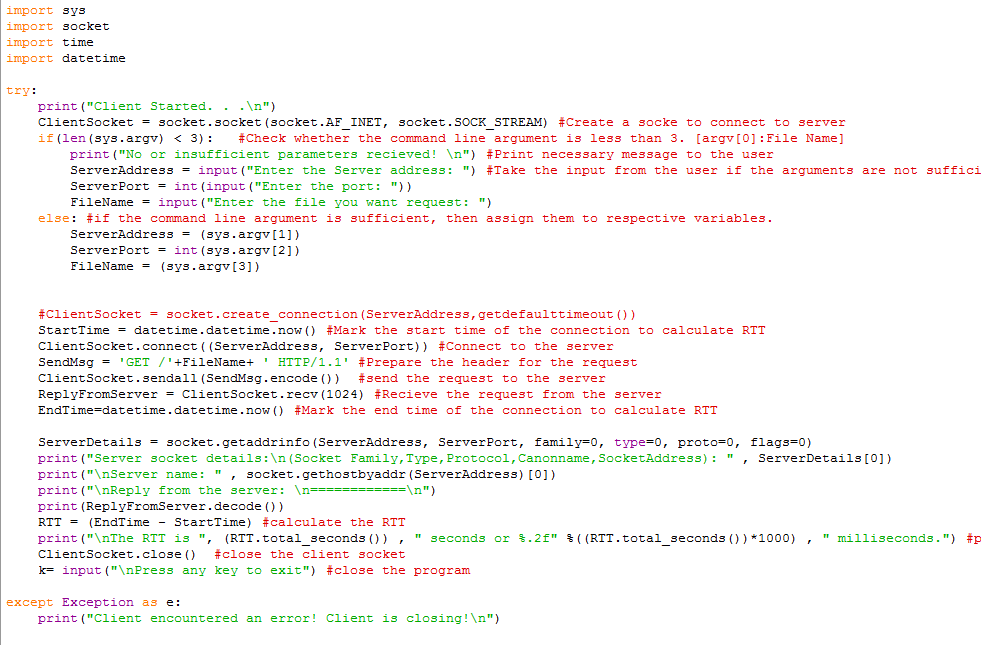 import sys
import socket
import time
import datetime
try:
print("Client Started. . .\n")
ClientSocket = socket.socket(socket.AF_INET, socket.SOCK_STREAM) #Create a socke to connect to server
if(len(sys.argv) < 3):   #Check whether the command line argument is less than 3. [argv[0]:File Name]
print("No or insufficient parameters recieved! \n") #Print necessary message to the user
ServerAddress = input("Enter the Server address: ") #Take the input from the user if the arguments are not suffici
ServerPort = int(input("Enter the port: "))
FileName = input("Enter the file you want request: ")
else: #if the command line argument is sufficient, then assign them to respective variables.
ServerAddress = (sys.argv[1])
ServerPort = int(sys.argv[2])
FileName = (sys.argv[3])
#ClientSocket = socket.create_connection(ServerAddress,getdefaulttimeout())
StartTime = datetime.datetime.now() #Mark the start time of the connection to calculate RTT
ClientSocket.connect((ServerAddress, ServerPort)) #Connect to the server
SendMsg = 'GET /'+FileName+ ' HTTP/1.1' #Prepare the header for the request
ClientSocket.sendall(SendMsg.encode())  #send the request to the server
ReplyFromServer = ClientSocket.recv(1024) #Recieve the request from the server
EndTime=datetime.datetime.now() #Mark the end time of the connection to calculate RTT
ServerDetails = socket.getaddrinfo(ServerAddress, ServerPort, family=0, type=0, proto=0, flags=0)
print("Server socket details:\n(Socket Family,Type,Protocol,Canonname,SocketAddress): " , ServerDetails[0])
print("\nServer name: " , socket.gethostbyaddr(ServerAddress)[0])
print("\nReply from the server: \n============\n")
print(ReplyFromServer.decode())
RTT = (EndTime - StartTime) #calculate the RTT
print("\nThe RTT is ", (RTT.total_seconds()) , " seconds or %.2f" %((RTT.total_seconds())*1000) , " milliseconds.") #p
ClientSocket.close()  #close the client socket
k= input("\nPress any key to exit") #close the program
except Exception as e:
print("Client encountered an error! Client is closing!\n")